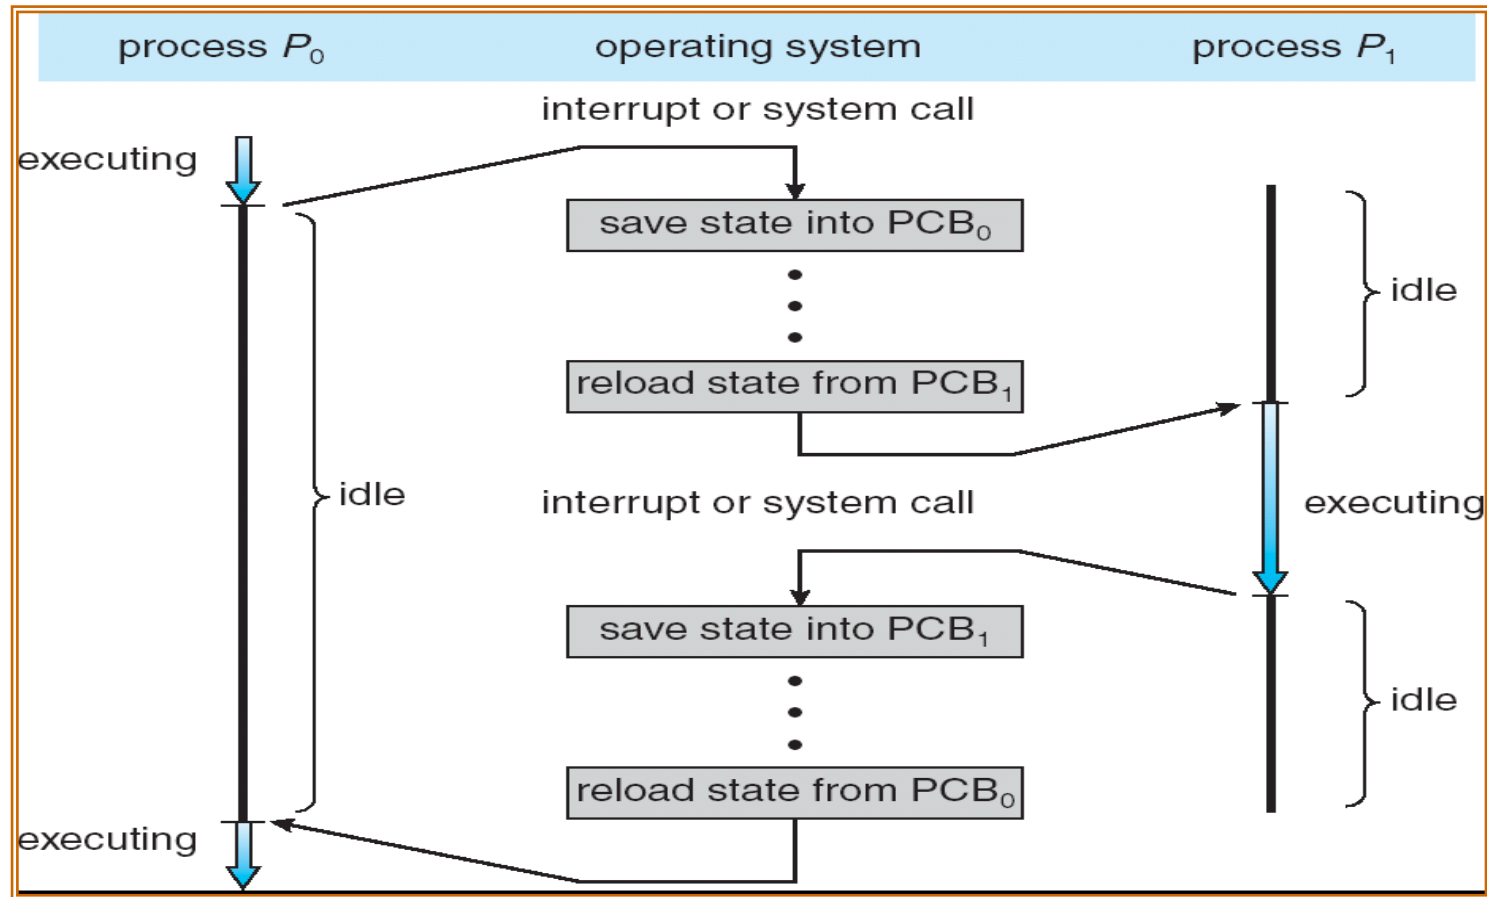 process P0 operating system process P1
interrupt or system call
executing
save state into PCB0
idle
reload state from PCB1
idle
interrupt or system call
executing
save state into PCB1
idle
reload state from PCB0
executing